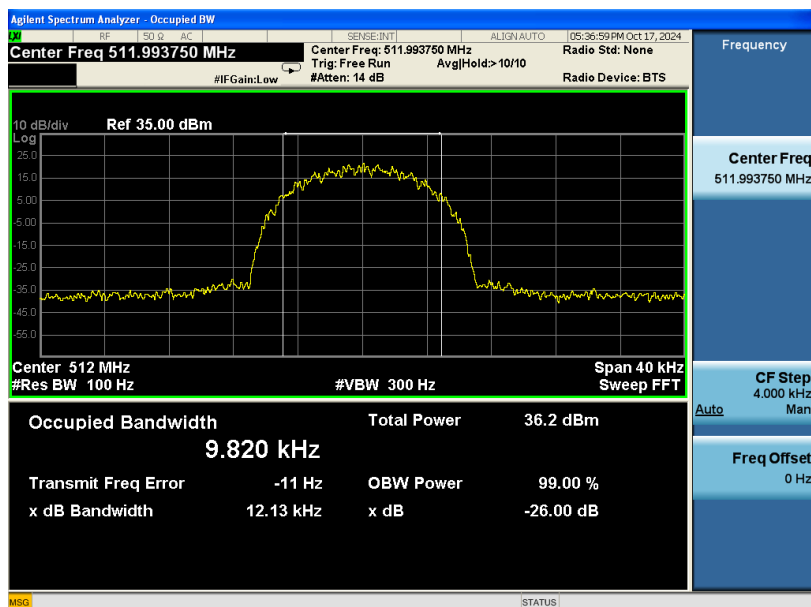 Agilent Spectrum Analyzer - Occupied BW
LXI RF 50 Ω AC SENSE:INT ALIGN AUTO 05:36:59 PM Oct 17, 2024
Center Freq 511.993750 MHz
Center Freq: 511.993750 MHz Radio Std: None
Trig: Free Run Avg|Hold:> 10/10
#IFGain:Low #Atten: 14 dB Radio Device: BTS
10 dB/div Ref 35.00 dBm
Log
25.0
15.0
5.00
-5.00
-15.0
-25.0
-35.0
-45.0
-55.0
Center 512 MHz Span 40 kHz
#Res BW 100 Hz #VBW 300 Hz Sweep FFT
Occupied Bandwidth Total Power 36.2 dBm
9.820 kHz
Transmit Freq Error -11 Hz OBW Power 99.00 %
x dB Bandwidth 12.13 kHz x dB -26.00 dB
MSG STATUS
Frequency
Center Freq
511.993750 MHz
CF Step
4.000 kHz
Auto Man
Freq Offset
0 Hz